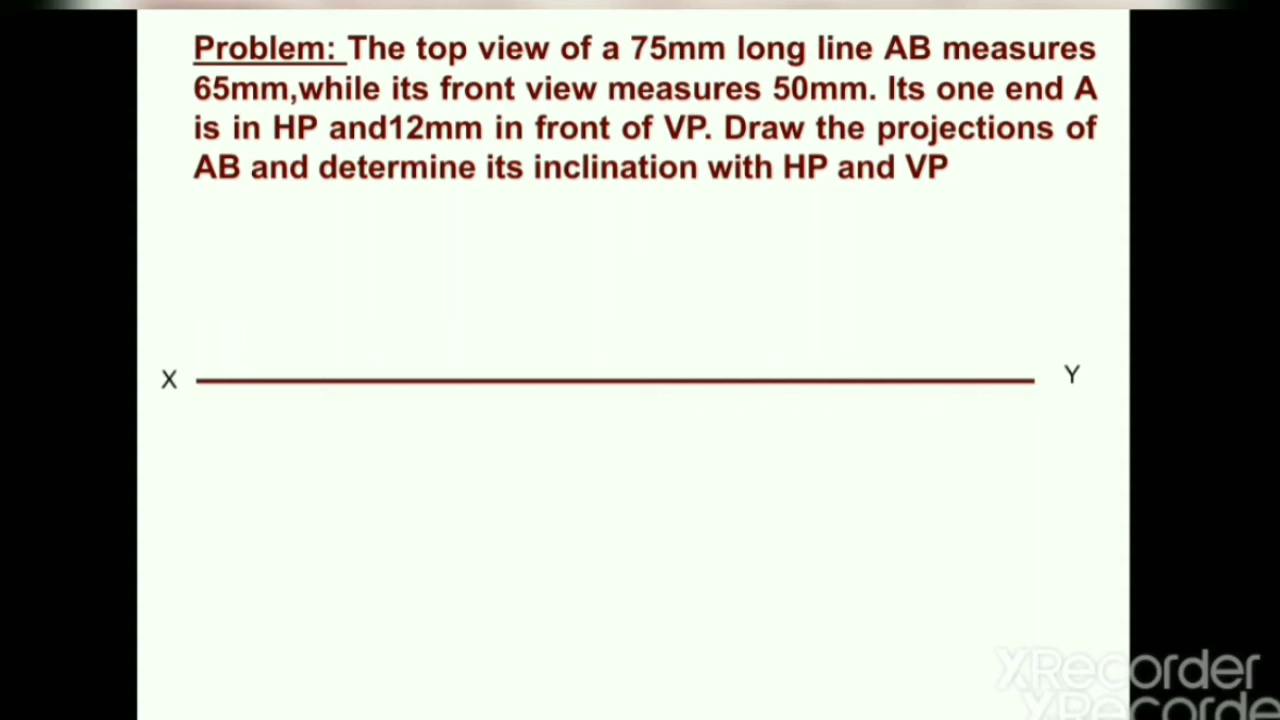 Problem: The top view of a 75mm long line AB measures
65mm,while its front view measures 50mm. Its one end A
is in HP and12mm in front of VP. Draw the projections of
AB and determine its inclination with HP and VP
X
Y
XRecorder
XRecorde